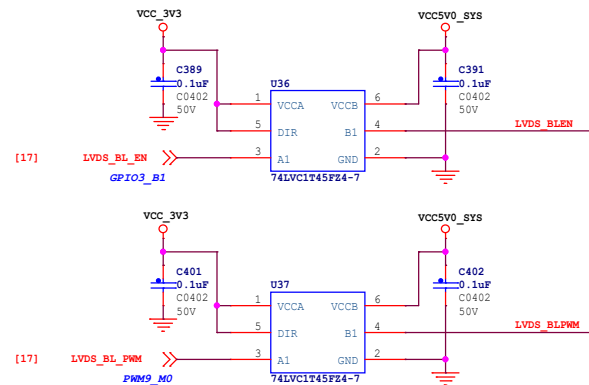 VCC_3V3
VCC5V0_SYS
C389
0.1uF
C0402
50V
U36
C391
0.1uF
C0402
50V
1 VCCA VCCB 6
5 DIR B1 4 LVDS_BLEN
[17] LVDS_BL_EN 3 A1 GND 2
GPIO3_B1
74LVC1T45FZ4-7
VCC_3V3
VCC5V0_SYS
C401
0.1uF
C0402
50V
U37
C402
0.1uF
C0402
50V
1 VCCA VCCB 6
5 DIR B1 4 LVDS_BLPWM
[17] LVDS_BL_PWM 3 A1 GND 2
PWM9_M0
74LVC1T45FZ4-7